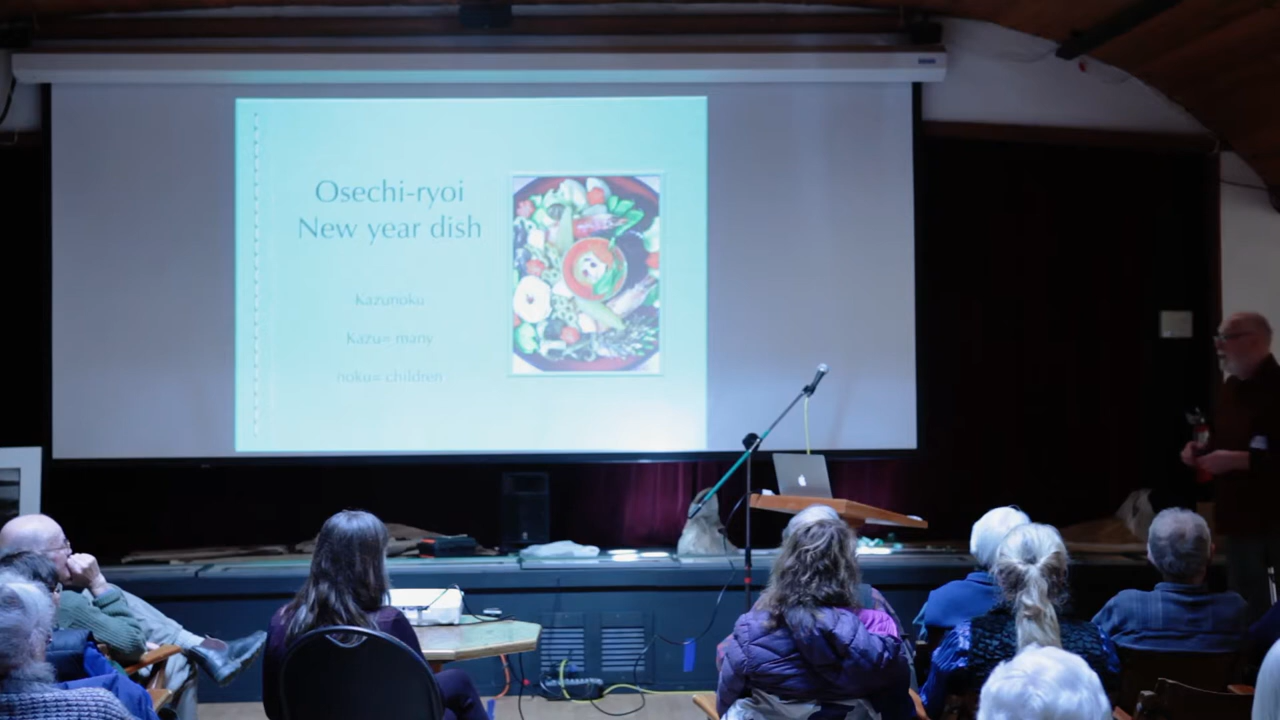 Osechi-ryoi
New year dish
Kazunoku
Kazu= many
noku= children